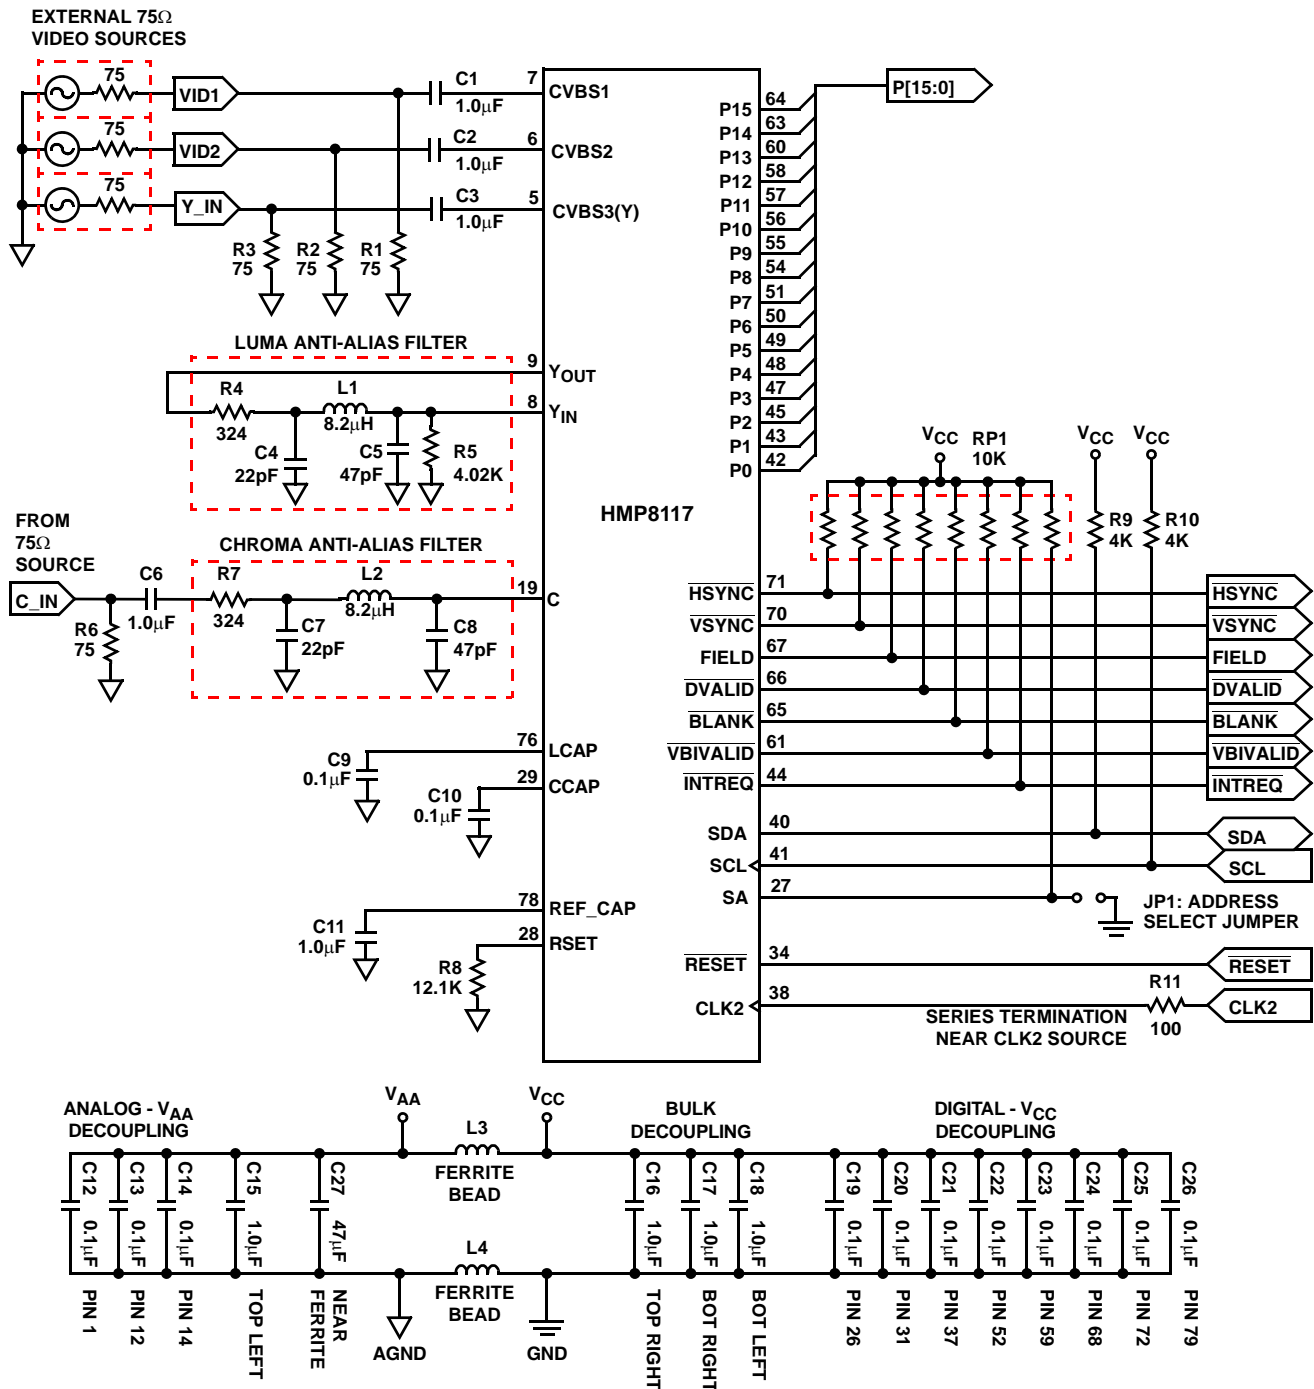 EXTERNAL 75Ω
VIDEO SOURCES
75
VID1
C1
1.0µF
7
CVBS1
75
VID2
C2
1.0µF
6
CVBS2
75
Y_IN
C3
1.0µF
5
CVBS3(Y)
R3
75
R2
75
R1
75
LUMA ANTI-ALIAS FILTER
9
YOUT
R4
324
L1
8.2µH
8
YIN
C4
22pF
C5
47pF
R5
4.02K
FROM
75Ω
SOURCE
C_IN
CHROMA ANTI-ALIAS FILTER
C6
1.0µF
R6
75
R7
324
L2
8.2µH
19
C
C7
22pF
C8
47pF
76
LCAP
C9
0.1µF
29
CCAP
C10
0.1µF
78
REF_CAP
C11
1.0µF
28
RSET
R8
12.1K
HMP8117
P[15:0]
P15 64
P14 63
P13 60
P12 58
P11 57
P10 56
P9 55
P8 54
P7 51
P6 50
P5 49
P4 48
P3 47
P2 45
P1 43
P0 42
VCC
RP1
10K
VCC
VCC
R9
4K
R10
4K
HSYNC 71 HSYNC
VSYNC 70 VSYNC
FIELD 67 FIELD
DVALID 66 DVALID
BLANK 65 BLANK
VBIVALID 61 VBIVALID
INTREQ 44 INTREQ
SDA 40 SDA
SCL 41 SCL
SA 27
JP1: ADDRESS
SELECT JUMPER
RESET 34 RESET
CLK2 38
R11
100
CLK2
SERIES TERMINATION
NEAR CLK2 SOURCE
ANALOG - VAA
DECOUPLING
VAA
L3
FERRITE
BEAD
VCC
BULK
DECOUPLING
DIGITAL - VCC
DECOUPLING
C12 0.1µF PIN 1
C13 0.1µF PIN 12
C14 0.1µF PIN 14
C15 1.0µF TOP LEFT
C27 47µF NEAR
FERRITE
L4
FERRITE
BEAD
AGND
GND
C16 1.0µF TOP RIGHT
C17 1.0µF BOT RIGHT
C18 1.0µF BOT LEFT
C19 0.1µF PIN 26
C20 0.1µF PIN 31
C21 0.1µF PIN 37
C22 0.1µF PIN 52
C23 0.1µF PIN 59
C24 0.1µF PIN 68
C25 0.1µF PIN 72
C26 0.1µF PIN 79